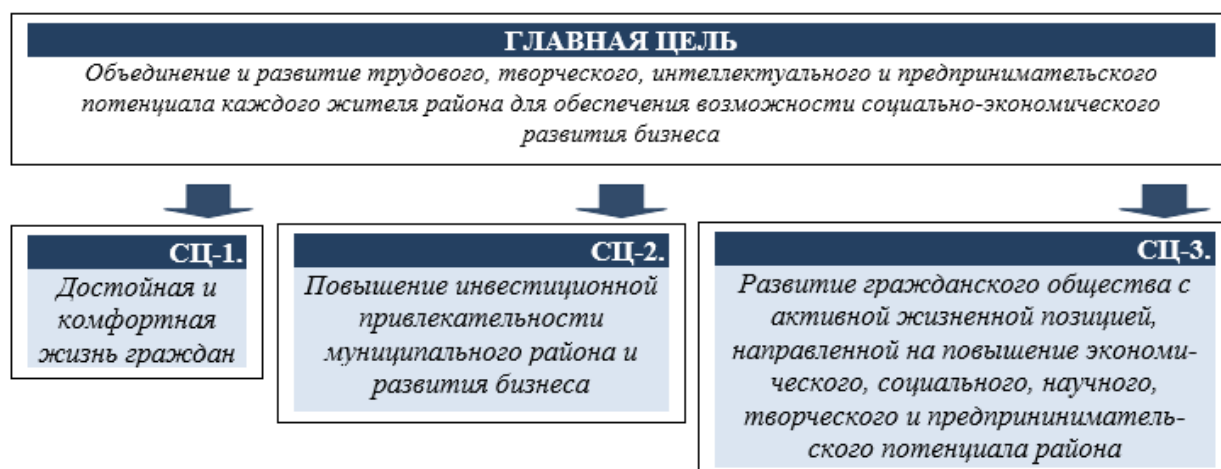 ГЛАВНАЯ ЦЕЛЬ
Объединение и развитие трудового, творческого, интеллектуального и предпринимательского
потенциала каждого жителя района для обеспечения возможности социально-экономического
развития бизнеса
СЦ-1.
Достойная и
комфортная
жизнь граждан
СЦ-2.
Повышение инвестиционной
привлекательности
муниципального района и
развития бизнеса
СЦ-3.
Развитие гражданского общества с
активной жизненной позицией,
направленной на повышение экономи-
ческого, социального, научного,
творческого и предприниниматель-
ского потенциала района